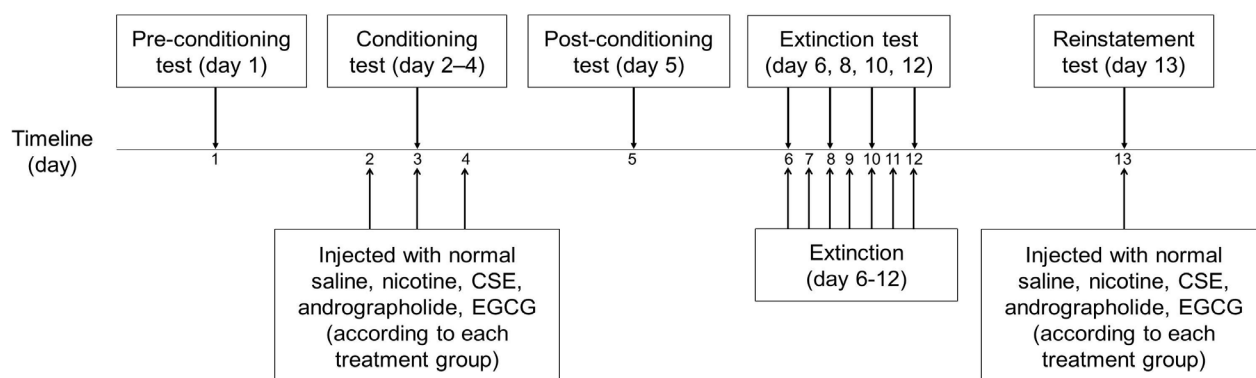 Pre-conditioning
test (day 1)
Conditioning
test (day 2–4)
Post-conditioning
test (day 5)
Extinction test
(day 6, 8, 10, 12)
Reinstatement
test (day 13)
Timeline
(day)
1
2
3
4
5
6
7
8
9
10
11
12
13
Injected with normal
saline, nicotine, CSE,
andrographolide, EGCG
(according to each
treatment group)
Extinction
(day 6-12)
Injected with normal
saline, nicotine, CSE,
andrographolide, EGCG
(according to each
treatment group)